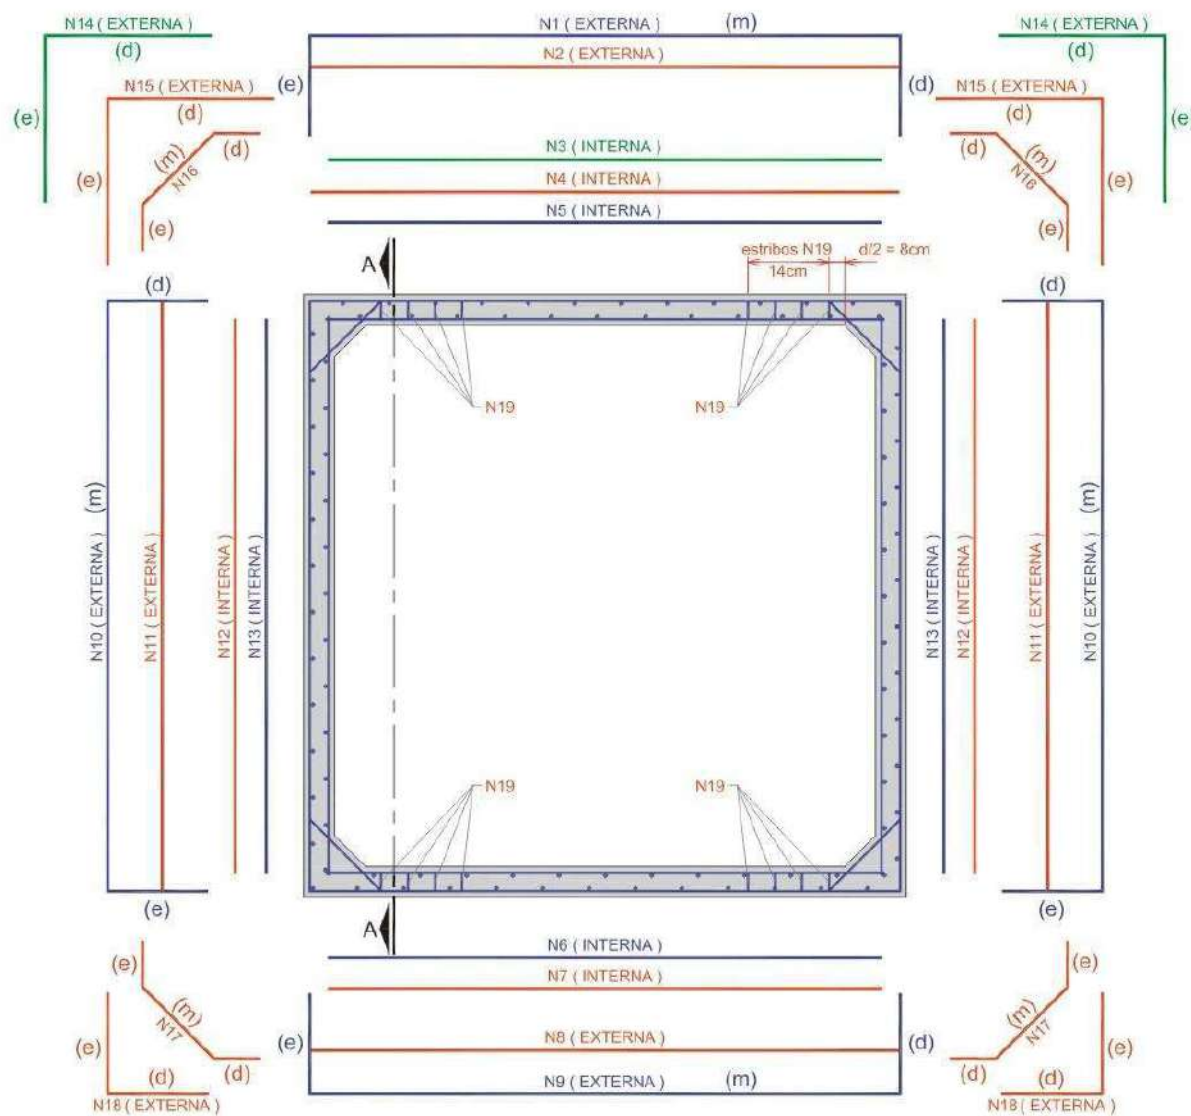 N14 ( EXTERNA )
N1 ( EXTERNA )
(m)
N14 ( EXTERNA )
(d)
N2 ( EXTERNA )
(d)
N15 ( EXTERNA )
(e)
(d)
N15 ( EXTERNA )
(e)
(d)
(d)
(e)
(m)
N16
(d)
N3 ( INTERNA )
(d)
(m)
N16
(e)
N4 ( INTERNA )
(e)
(e)
N5 ( INTERNA )
(e)
A
estribos N19
d/2 = 8cm
14cm
(d)
(d)
N19
N19
N10 ( EXTERNA )
(m)
N11 ( EXTERNA )
N12 ( INTERNA )
N13 ( INTERNA )
N13 ( INTERNA )
N12 ( INTERNA )
N11 ( EXTERNA )
N10 ( EXTERNA )
(m)
N19
N19
(e)
(e)
A
N6 ( INTERNA )
(e)
(e)
N7 ( INTERNA )
(m)
N17
(m)
N17
(e)
(e)
N8 ( EXTERNA )
(d)
(e)
(d)
(d)
(d)
(d)
N9 ( EXTERNA )
(m)
N18 ( EXTERNA )
N18 ( EXTERNA )